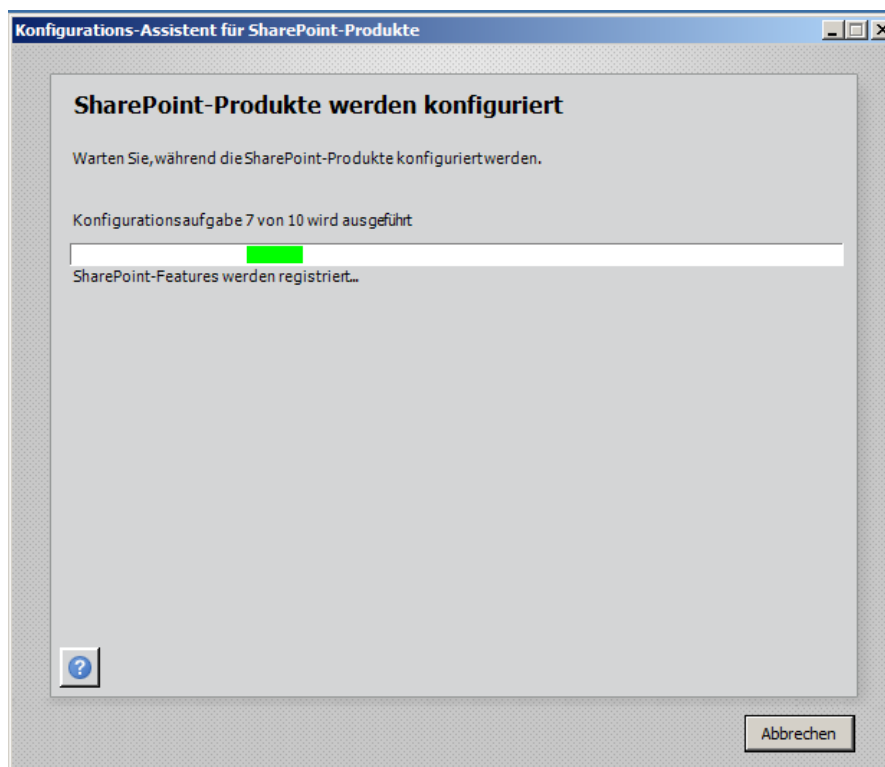 Konfigurations-Assistent für SharePoint-Produkte
SharePoint-Produkte werden konfiguriert
Warten Sie, während die SharePoint-Produkte konfiguriert werden.
Konfigurationsaufgabe 7 von 10 wird ausgeführt
SharePoint-Features werden registriert...
?
Abbrechen